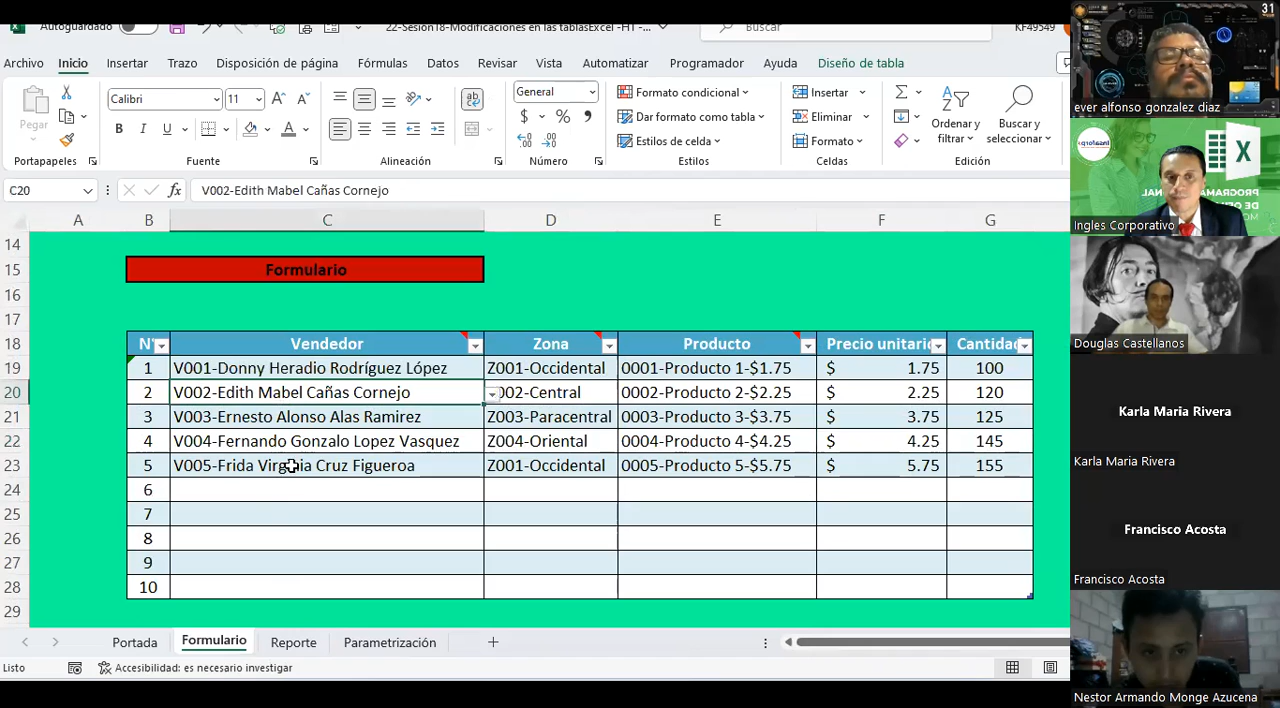 Autoguardado
Sesion18-Modificaciones en las tablasExcel -HT -...
Buscar
KF49549
Archivo Inicio Insertar Trazo Disposición de página Fórmulas Datos Revisar Vista Automatizar Programador Ayuda Diseño de tabla
Pegar
Calibri 11
N K S
General
$ % 
Formato condicional
Dar formato como tabla
Estilos de celda
Insertar
Eliminar
Formato
Ordenar y filtrar
Buscar y seleccionar
Portapapeles Fuente Alineación Número Estilos Celdas Edición
C20 fx V002-Edith Mabel Cañas Cornejo
A B C D E F G
14
15 Formulario
16
17
18 N° Vendedor Zona Producto Precio unitario Cantidad
19 1 V001-Donny Heradio Rodríguez López Z001-Occidental 0001-Producto 1-$1.75 $ 1.75 100
20 2 V002-Edith Mabel Cañas Cornejo 002-Central 0002-Producto 2-$2.25 $ 2.25 120
21 3 V003-Ernesto Alonso Alas Ramirez Z003-Paracentral 0003-Producto 3-$3.75 $ 3.75 125
22 4 V004-Fernando Gonzalo Lopez Vasquez Z004-Oriental 0004-Producto 4-$4.25 $ 4.25 145
23 5 V005-Frida Virginia Cruz Figueroa Z001-Occidental 0005-Producto 5-$5.75 $ 5.75 155
24 6
25 7
26 8
27 9
28 10
29
Portada Formulario Reporte Parametrización
Listo Accesibilidad: es necesario investigar
31
ever alfonso gonzalez diaz
Insaforp
X
Ingles Corporativo
Douglas Castellanos
Karla Maria Rivera
Karla Maria Rivera
Francisco Acosta
Francisco Acosta
Nestor Armando Monge Azucena